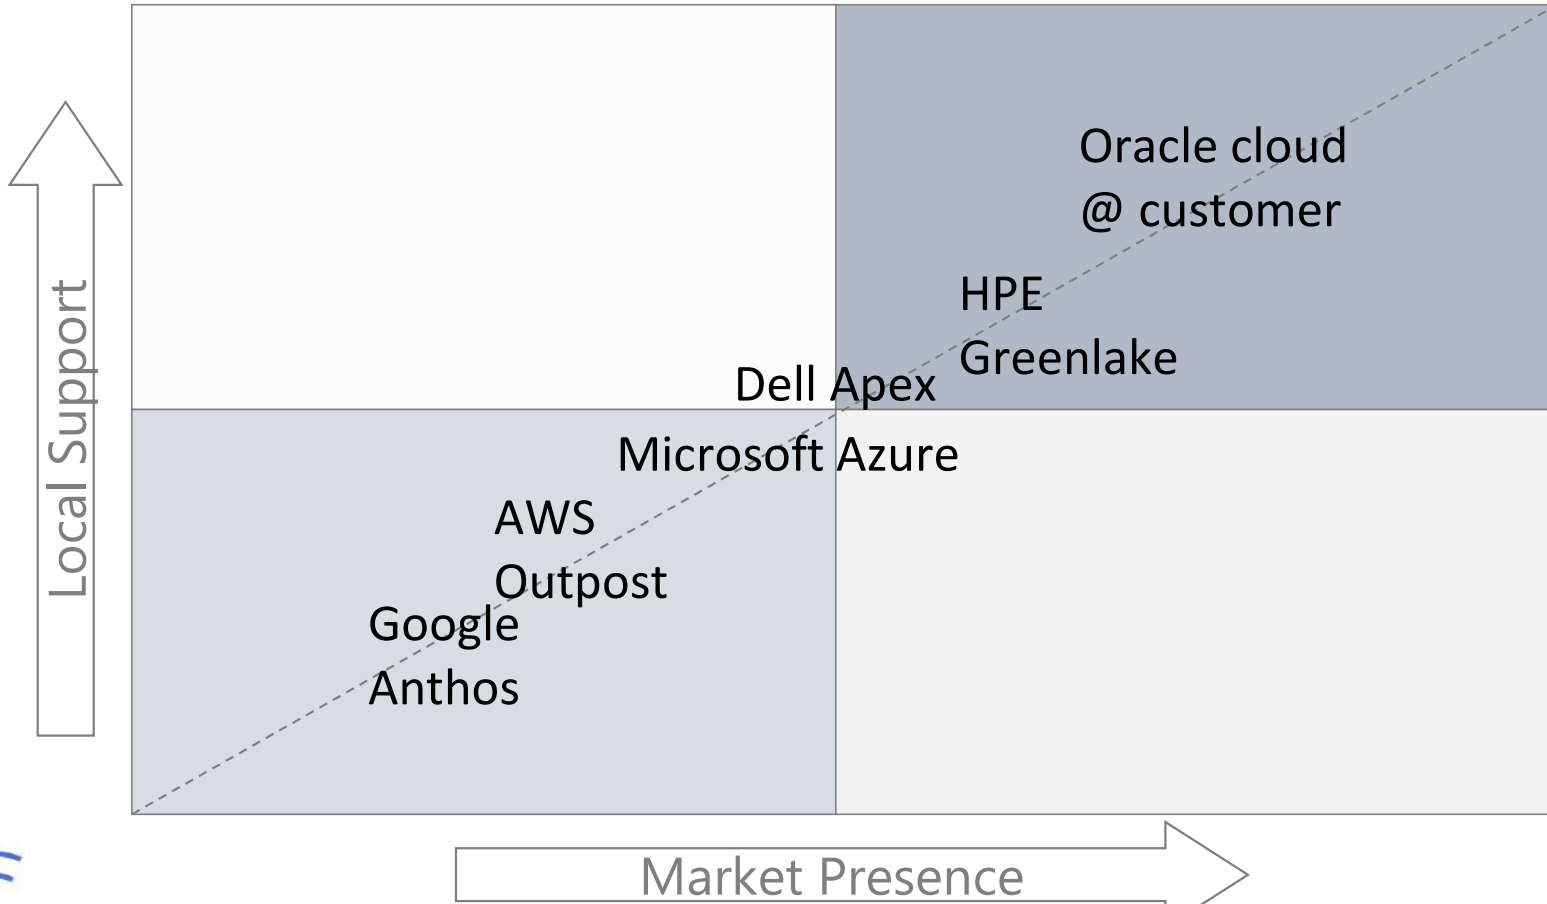 Oracle cloud
@ customer
HPE
Greenlake
Dell Apex
Microsoft Azure
AWS
Outpost
Google
Anthos
Local Support
Market Presence